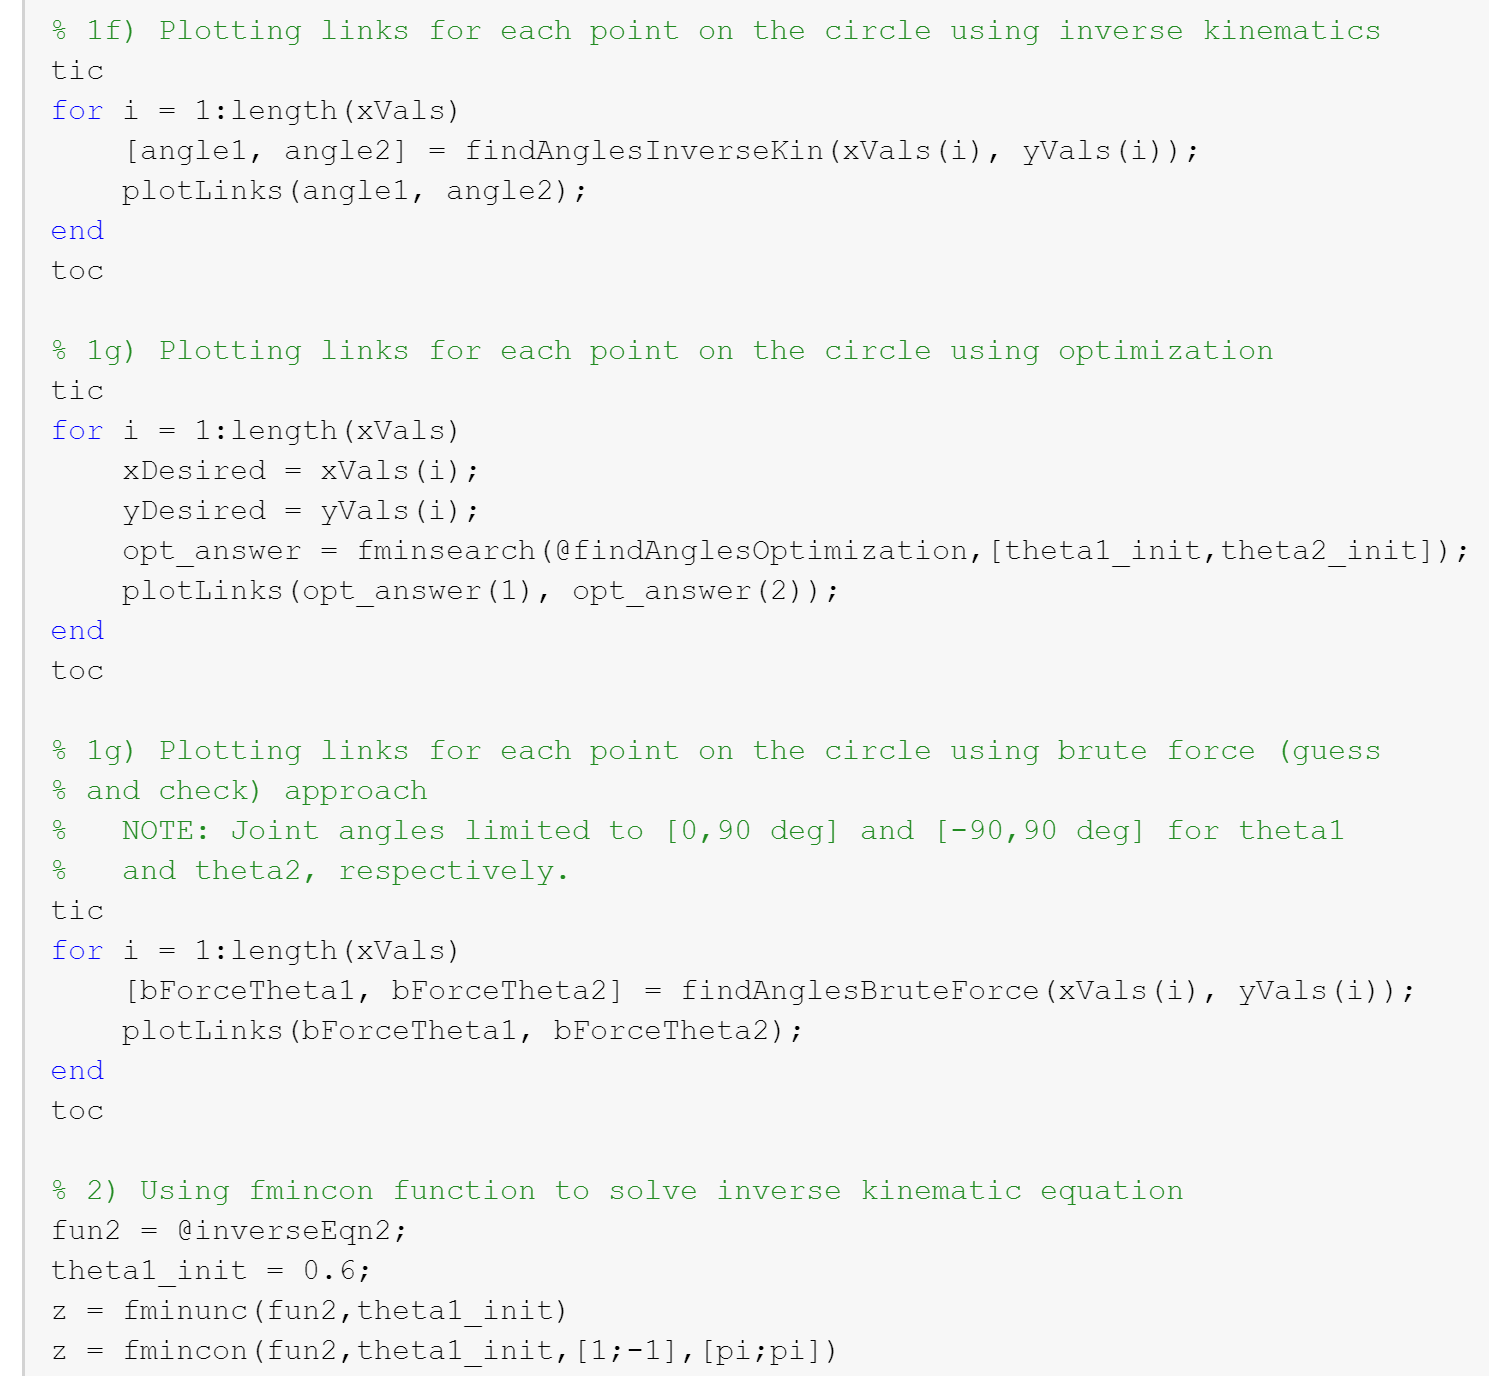 % 1f) Plotting links for each point on the circle using inverse kinematics
tic
for i = 1:length(xVals)
    [angle1, angle2] = findAnglesInverseKin(xVals(i), yVals(i));
    plotLinks(angle1, angle2);
end
toc

% 1g) Plotting links for each point on the circle using optimization
tic
for i = 1:length(xVals)
    xDesired = xVals(i);
    yDesired = yVals(i);
    opt_answer = fminsearch(@findAnglesOptimization,[theta1_init,theta2_init]);
    plotLinks(opt_answer(1), opt_answer(2));
end
toc

% 1g) Plotting links for each point on the circle using brute force (guess
% and check) approach
%   NOTE: Joint angles limited to [0,90 deg] and [-90,90 deg] for theta1
%   and theta2, respectively.
tic
for i = 1:length(xVals)
    [bForceTheta1, bForceTheta2] = findAnglesBruteForce(xVals(i), yVals(i));
    plotLinks(bForceTheta1, bForceTheta2);
end
toc

% 2) Using fmincon function to solve inverse kinematic equation
fun2 = @inverseEqn2;
theta1_init = 0.6;
z = fminunc(fun2,theta1_init)
z = fmincon(fun2,theta1_init,[1;-1],[pi;pi])